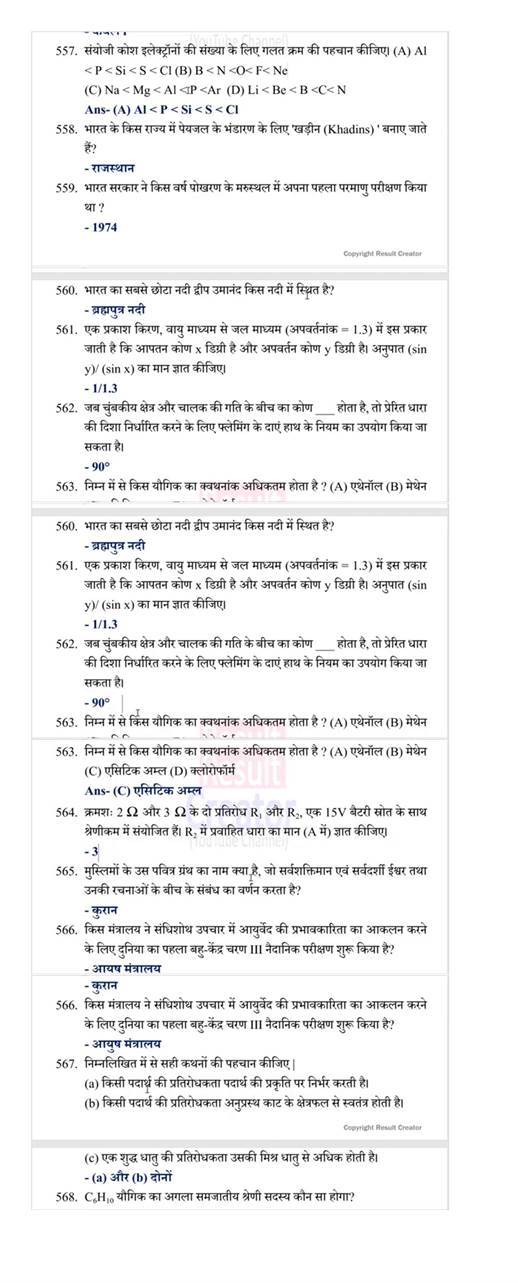 557. संयोजी कोश इलेक्ट्रॉनों की संख्या के लिए गलत क्रम की पहचान कीजिए। (A) Al
< P < Si < S < Cl (B) B < N <O< F< Ne
(C) Na < Mg < Al <P <Ar (D) Li < Be < B <C< N
Ans- (A) Al < P < Si < S < Cl
558. भारत के किस राज्य में पेयजल के भंडारण के लिए 'खड़ीन (Khadins) ' बनाए जाते
हैं?
- राजस्थान
559. भारत सरकार ने किस वर्ष पोखरण के मरुस्थल में अपना पहला परमाणु परीक्षण किया
था ?
- 1974
Copyright Result Creator
560. भारत का सबसे छोटा नदी द्वीप उमानंद किस नदी में स्थित है?
- ब्रह्मपुत्र नदी
561. एक प्रकाश किरण, वायु माध्यम से जल माध्यम (अपवर्तनांक = 1.3) में इस प्रकार
जाती है कि आपतन कोण x डिग्री है और अपवर्तन कोण y डिग्री है। अनुपात (sin
y)/ (sin x) का मान ज्ञात कीजिए।
- 1/1.3
562. जब चुंबकीय क्षेत्र और चालक की गति के बीच का कोण ___ होता है, तो प्रेरित धारा
की दिशा निर्धारित करने के लिए फ्लेमिंग के दाएं हाथ के नियम का उपयोग किया जा
सकता है।
- 90°
563. निम्न में से किस यौगिक का क्वथनांक अधिकतम होता है ? (A) एथेनॉल (B) मेथेन
560. भारत का सबसे छोटा नदी द्वीप उमानंद किस नदी में स्थित है?
- ब्रह्मपुत्र नदी
561. एक प्रकाश किरण, वायु माध्यम से जल माध्यम (अपवर्तनांक = 1.3) में इस प्रकार
जाती है कि आपतन कोण x डिग्री है और अपवर्तन कोण y डिग्री है। अनुपात (sin
y)/ (sin x) का मान ज्ञात कीजिए।
- 1/1.3
562. जब चुंबकीय क्षेत्र और चालक की गति के बीच का कोण ___ होता है, तो प्रेरित धारा
की दिशा निर्धारित करने के लिए फ्लेमिंग के दाएं हाथ के नियम का उपयोग किया जा
सकता है।
- 90°
563. निम्न में से किस यौगिक का क्वथनांक अधिकतम होता है ? (A) एथेनॉल (B) मेथेन
563. निम्न में से किस यौगिक का क्वथनांक अधिकतम होता है ? (A) एथेनॉल (B) मेथेन
(C) एसिटिक अम्ल (D) क्लोरोफॉर्म
Ans- (C) एसिटिक अम्ल
564. क्रमशः 2 Ω और 3 Ω के दो प्रतिरोध R₁ और R₂, एक 15V बैटरी स्रोत के साथ
श्रेणीक्रम में संयोजित हैं। R₂ में प्रवाहित धारा का मान (A में) ज्ञात कीजिए।
- 3
565. मुस्लिमों के उस पवित्र ग्रंथ का नाम क्या है, जो सर्वशक्तिमान एवं सर्वदर्शी ईश्वर तथा
उनकी रचनाओं के बीच के संबंध का वर्णन करता है?
- कुरान
566. किस मंत्रालय ने संधिशोथ उपचार में आयुर्वेद की प्रभावकारिता का आकलन करने
के लिए दुनिया का पहला बहु-केंद्र चरण III नैदानिक परीक्षण शुरू किया है?
- आयुष मंत्रालय
- कुरान
566. किस मंत्रालय ने संधिशोथ उपचार में आयुर्वेद की प्रभावकारिता का आकलन करने
के लिए दुनिया का पहला बहु-केंद्र चरण III नैदानिक परीक्षण शुरू किया है?
- आयुष मंत्रालय
567. निम्नलिखित में से सही कथनों की पहचान कीजिए |
(a) किसी पदार्थ की प्रतिरोधकता पदार्थ की प्रकृति पर निर्भर करती है।
(b) किसी पदार्थ की प्रतिरोधकता अनुप्रस्थ काट के क्षेत्रफल से स्वतंत्र होती है।
Copyright Result Creator
(c) एक शुद्ध धातु की प्रतिरोधकता उसकी मिश्र धातु से अधिक होती है।
- (a) और (b) दोनों
568. C₆H₁₀ यौगिक का अगला समजातीय श्रेणी सदस्य कौन सा होगा?